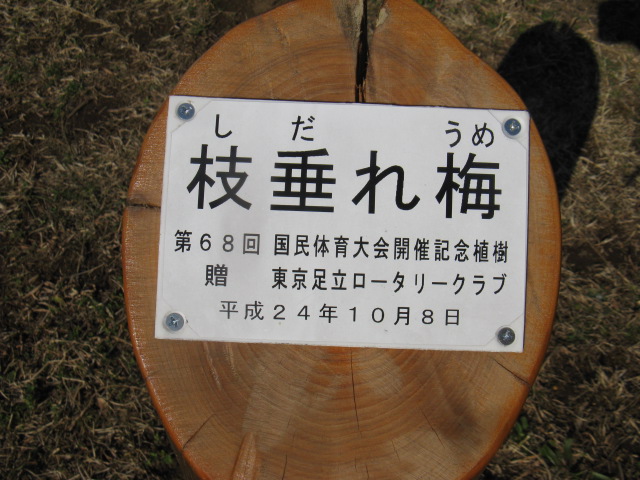 しだ うめ
枝垂れ梅
第68回 国民体育大会開催記念植樹
贈 東京足立ロータリークラブ
平成24年10月8日